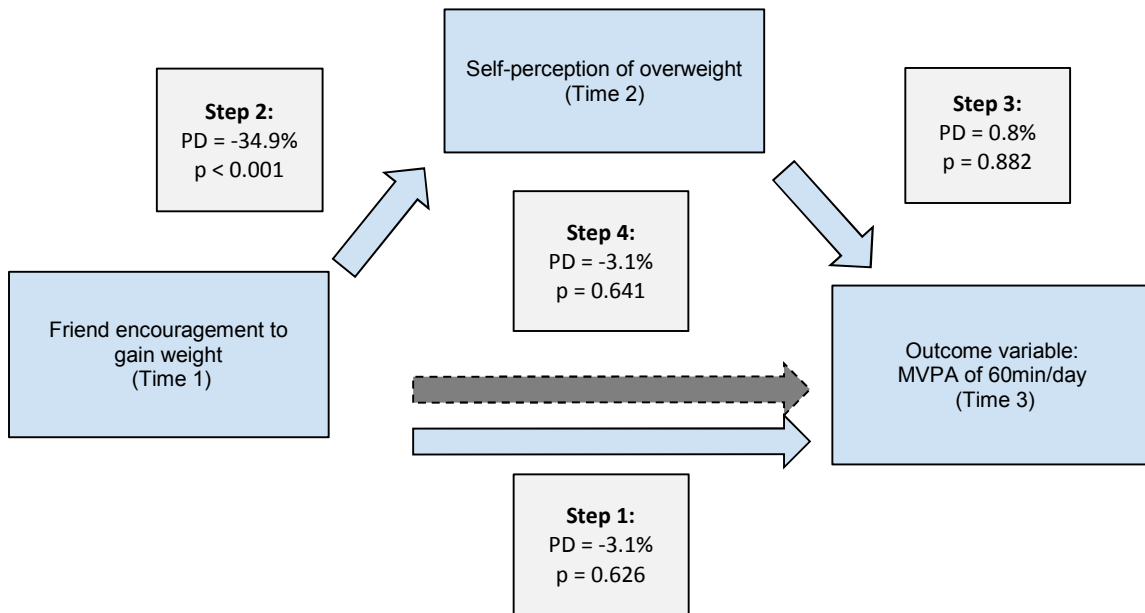 Self-perception of overweight
(Time 2)
Step 2:
PD = -34.9%
p < 0.001
Step 3:
PD = 0.8%
p = 0.882
Step 4:
PD = -3.1%
p = 0.641
Friend encouragement to
gain weight
(Time 1)
Outcome variable:
MVPA of 60min/day
(Time 3)
Step 1:
PD = -3.1%
p = 0.626